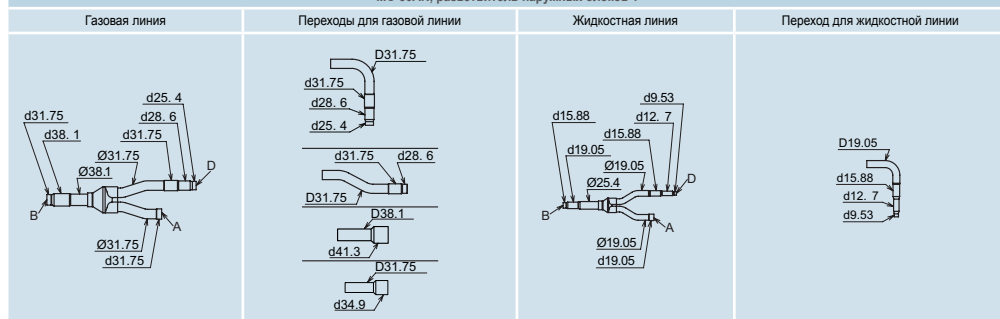 Газовая линия
Переходы для газовой линии
Жидкостная линия
Переход для жидкостной линии
d31.75
d38. 1
Ø38.1
Ø31.75
d31.75
d28. 6
d25. 4
D
B
A
Ø31.75
d31.75
D31.75
d31.75
d28. 6
d25. 4
d31.75
d28. 6
D31.75
D38.1
d41.3
D31.75
d34.9
d15.88
d19.05
Ø25.4
Ø19.05
d15.88
d12. 7
d9.53
D
B
A
Ø19.05
d19.05
D19.05
d15.88
d12. 7
d9.53